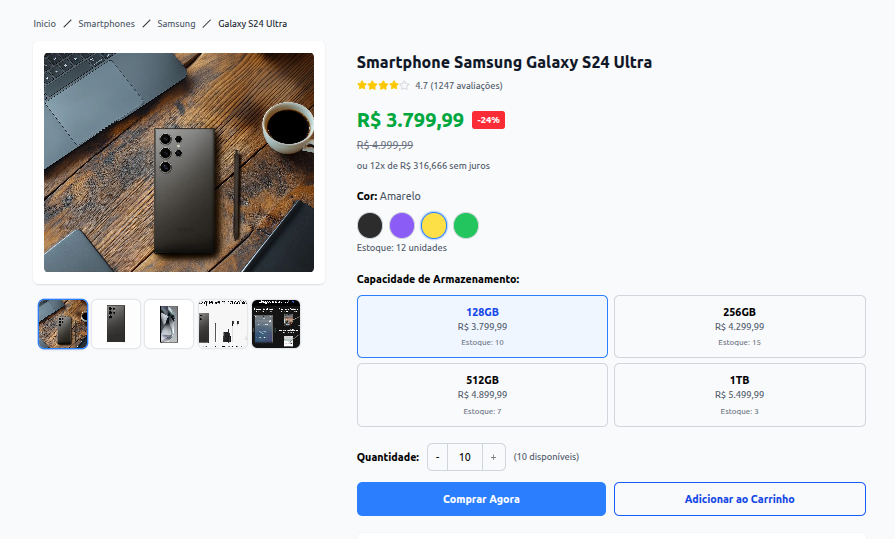 Inicio / Smartphones / Samsung / Galaxy S24 Ultra
Smartphone Samsung Galaxy S24 Ultra
4.7 (1247 avaliações)
R$ 3.799,99 -24%
R$ 4.999,99
ou 12x de R$ 316,666 sem juros
Cor: Amarelo
Estoque: 12 unidades
Capacidade de Armazenamento:
128GB
R$ 3.799,99
Estoque: 10
256GB
R$ 4.299,99
Estoque: 15
512GB
R$ 4.899,99
Estoque: 7
1TB
R$ 5.499,99
Estoque: 3
Quantidade: - 10 + (10 disponíveis)
Comprar Agora
Adicionar ao Carrinho